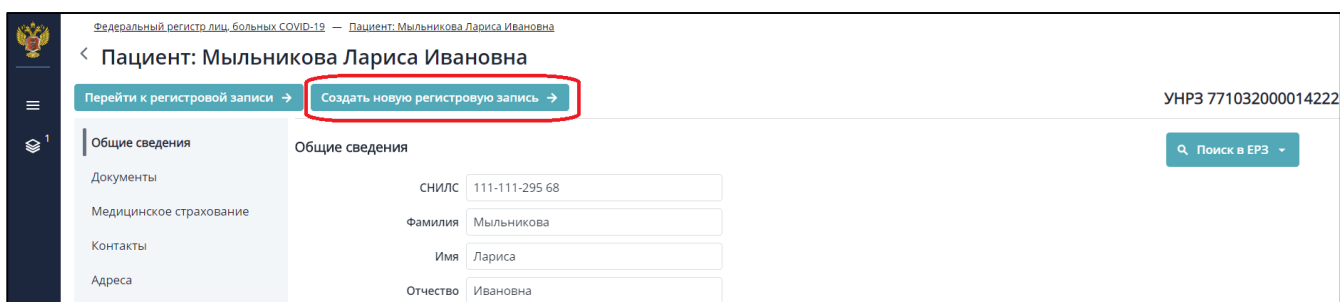 Федеральный регистр лиц, больных COVID-19 — Пациент: Мыльникова Лариса Ивановна
Пациент: Мыльникова Лариса Ивановна
Перейти к регистровой записи → Создать новую регистровую запись →
УНРЗ 771032000014222
1
Общие сведения
Документы
Медицинское страхование
Контакты
Адреса
Общие сведения
Поиск в ЕРЗ
СНИЛС 111-111-295 68
Фамилия Мыльникова
Имя Лариса
Отчество Ивановна